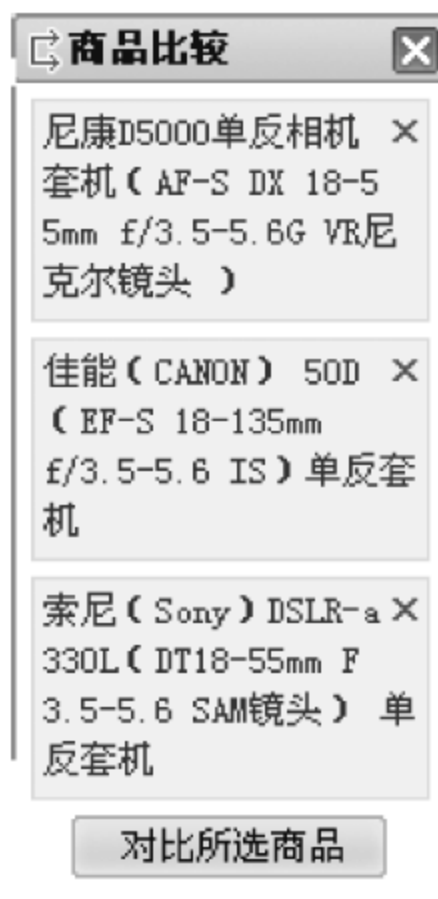 商品比较
尼康D5000单反相机
套机(AF-S DX 18-5
5mm f/3.5-5.6G VR尼
克尔镜头 )
佳能(CANON) 50D
(EF-S 18-135mm
f/3.5-5.6 IS)单反套
机
索尼(Sony)DSLR-a
330L(DT18-55mm F
3.5-5.6 SAM镜头) 单
反套机
对比所选商品